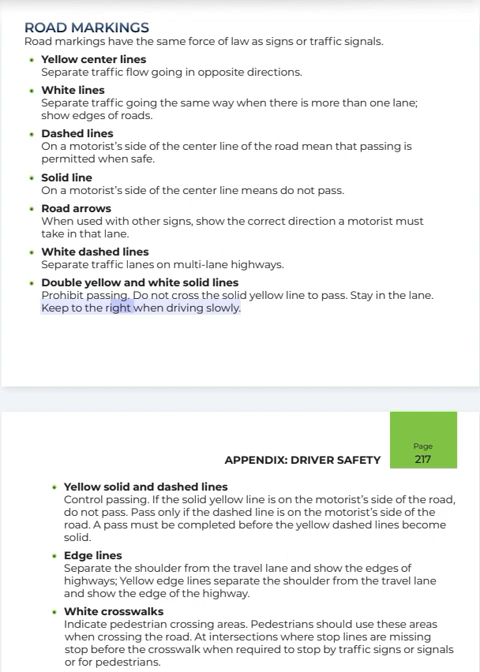 ROAD MARKINGS
Road markings have the same force of law as signs or traffic signals.
Yellow center lines
Separate traffic flow going in opposite directions.
White lines
Separate traffic going the same way when there is more than one lane;
show edges of roads.
Dashed lines
On a motorist's side of the center line of the road mean that passing is
permitted when safe.
Solid line
On a motorist's side of the center line means do not pass.
Road arrows
When used with other signs, show the correct direction a motorist must
take in that lane.
White dashed lines
Separate traffic lanes on multi-lane highways.
Double yellow and white solid lines
Prohibit passing. Do not cross the solid yellow line to pass. Stay in the lane.
Keep to the right when driving slowly.
Page
APPENDIX: DRIVER SAFETY 217
Yellow solid and dashed lines
Control passing. If the solid yellow line is on the motorist's side of the road,
do not pass. Pass only if the dashed line is on the motorist's side of the
road. A pass must be completed before the yellow dashed lines become
solid.
Edge lines
Separate the shoulder from the travel lane and show the edges of
highways; Yellow edge lines separate the shoulder from the travel lane
and show the edge of the highway.
White crosswalks
Indicate pedestrian crossing areas. Pedestrians should use these areas
when crossing the road. At intersections where stop lines are missing
stop before the crosswalk when required to stop by traffic signs or signals
or for pedestrians.